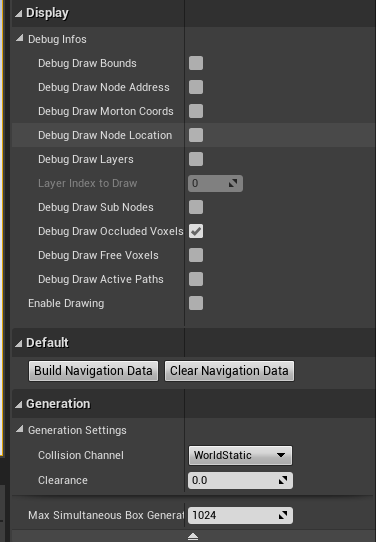 Display
Debug Infos
Debug Draw Bounds
Debug Draw Node Address
Debug Draw Morton Coords
Debug Draw Node Location
Debug Draw Layers
Layer Index to Draw 0
Debug Draw Sub Nodes
Debug Draw Occluded Voxels
Debug Draw Free Voxels
Debug Draw Active Paths
Enable Drawing
Default
Build Navigation Data Clear Navigation Data
Generation
Generation Settings
Collision Channel WorldStatic
Clearance 0.0
Max Simultaneous Box Generat 1024